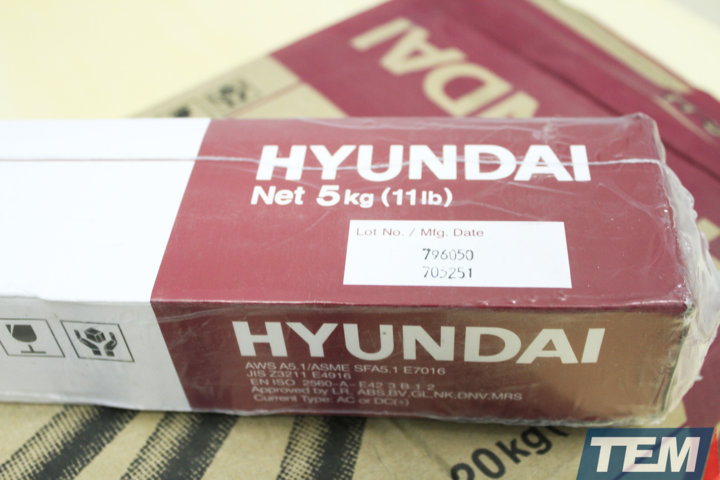 HYUNDAI
Net 5kg (11lb)
Lot No. / Mfg. Date
796050
705251
HYUNDAI
AWS A5.1/ASME SFA5.1 E7016
JIS Z3211 E4916
EN ISO 2560-A-E42 3 B 1 2
Approved by LR, ABS,BV,GL,NK,DNV,MRS
Current Type: AC or DC(+)
NDAI
20kg
TEM